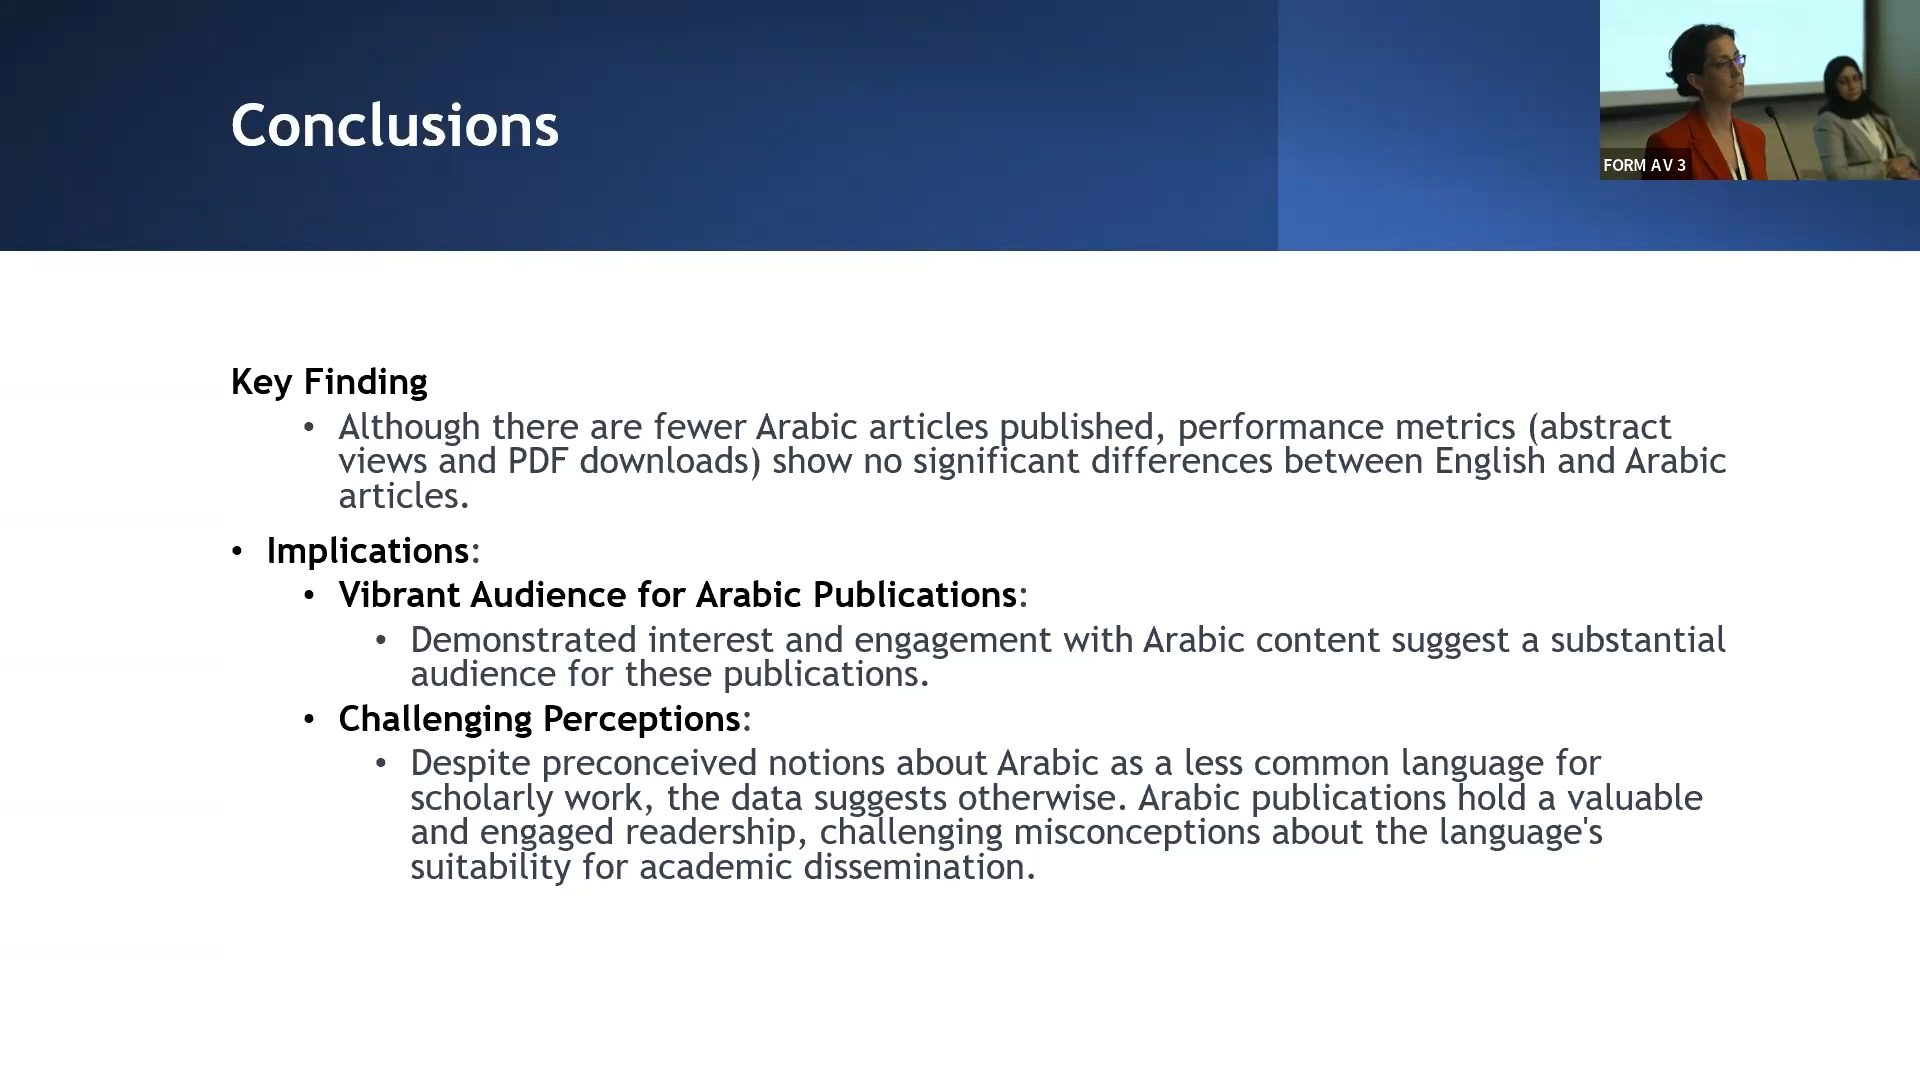 Conclusions
FORM AV 3
Key Finding
• Although there are fewer Arabic articles published, performance metrics (abstract
views and PDF downloads) show no significant differences between English and Arabic
articles.
• Implications:
• Vibrant Audience for Arabic Publications:
• Demonstrated interest and engagement with Arabic content suggest a substantial
audience for these publications.
• Challenging Perceptions:
• Despite preconceived notions about Arabic as a less common language for
scholarly work, the data suggests otherwise. Arabic publications hold a valuable
and engaged readership, challenging misconceptions about the language's
suitability for academic dissemination.